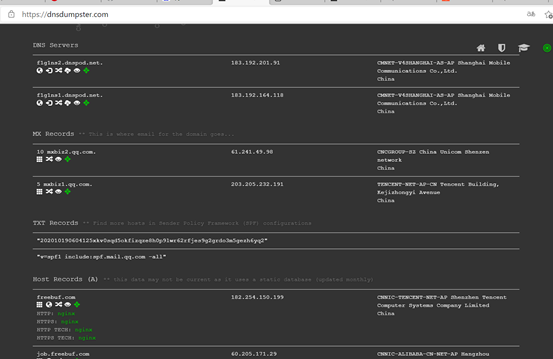 https://dnsdumpster.com
DNS Servers
f1g1ns2.dnspod.net. 183.192.201.91 CMNET-V4SHANGHAI-AS-AP Shanghai Mobile
Communications Co.,Ltd.
China
f1g1ns1.dnspod.net. 183.192.164.118 CMNET-V4SHANGHAI-AS-AP Shanghai Mobile
Communications Co.,Ltd.
China
MX Records ** This is where email for the domain goes...
10 mxbiz2.qq.com. 61.241.49.98 CNCGROUP-SZ China Unicom Shenzen
network
China
5 mxbiz1.qq.com. 203.205.232.191 TENCENT-NET-AP-CN Tencent Building,
Kejizhongyi Avenue
China
TXT Records ** Find more hosts in Sender Policy Framework (SPF) configurations
"v=spf1 include:spf.mail.qq.com ~all"
Host Records (A) ** this data may not be current as it uses a static database (updated monthly)
freebuf.com 182.254.150.199 CNNIC-TENCENT-NET-AP Shenzhen Tencent
Computer Systems Company Limited
China
HTTP: nginx
HTTPS: nginx
HTTP TECH: nginx
HTTPS TECH: nginx
job.freebuf.com 60.205.171.29 CNNIC-ALIBABA-CN-NET-AP Hangzhou